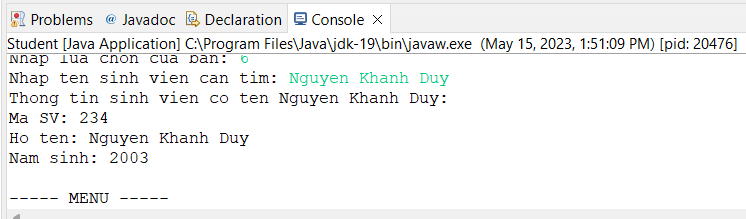 Problems @ Javadoc Declaration Console
Student [Java Application] C:\Program Files\Java\jdk-19\bin\javaw.exe (May 15, 2023, 1:51:09 PM) [pid: 20476]
Nhap lua chon cua ban: 6
Nhap ten sinh vien can tim: Nguyen Khanh Duy
Thong tin sinh vien co ten Nguyen Khanh Duy:
Ma SV: 234
Ho ten: Nguyen Khanh Duy
Nam sinh: 2003
----- MENU -----